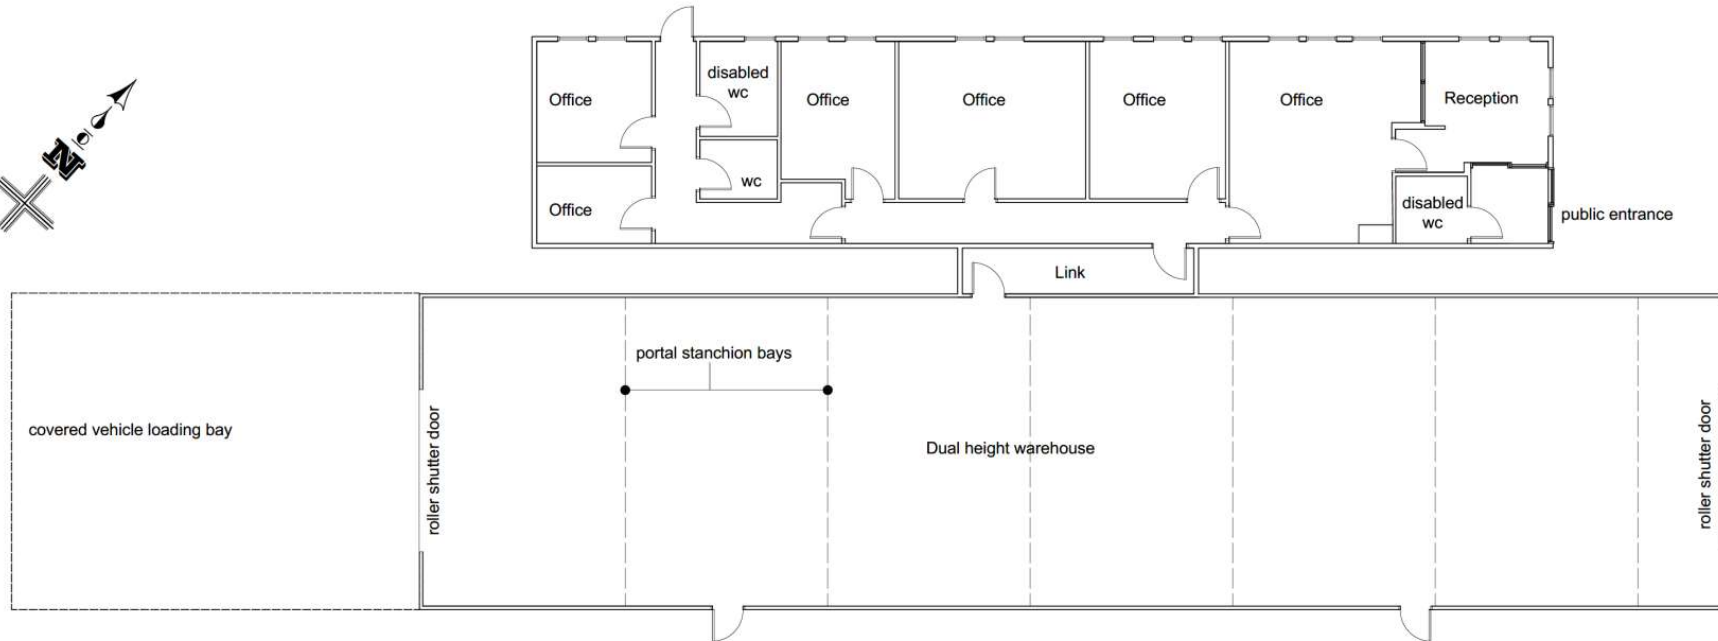 disabled
wc
Office
Office
Office
Office
Office
Reception
N
wc
Office
disabled
wc
public entrance
Link
portal stanchion bays
covered vehicle loading bay
roller shutter door
Dual height warehouse
roller shutter door